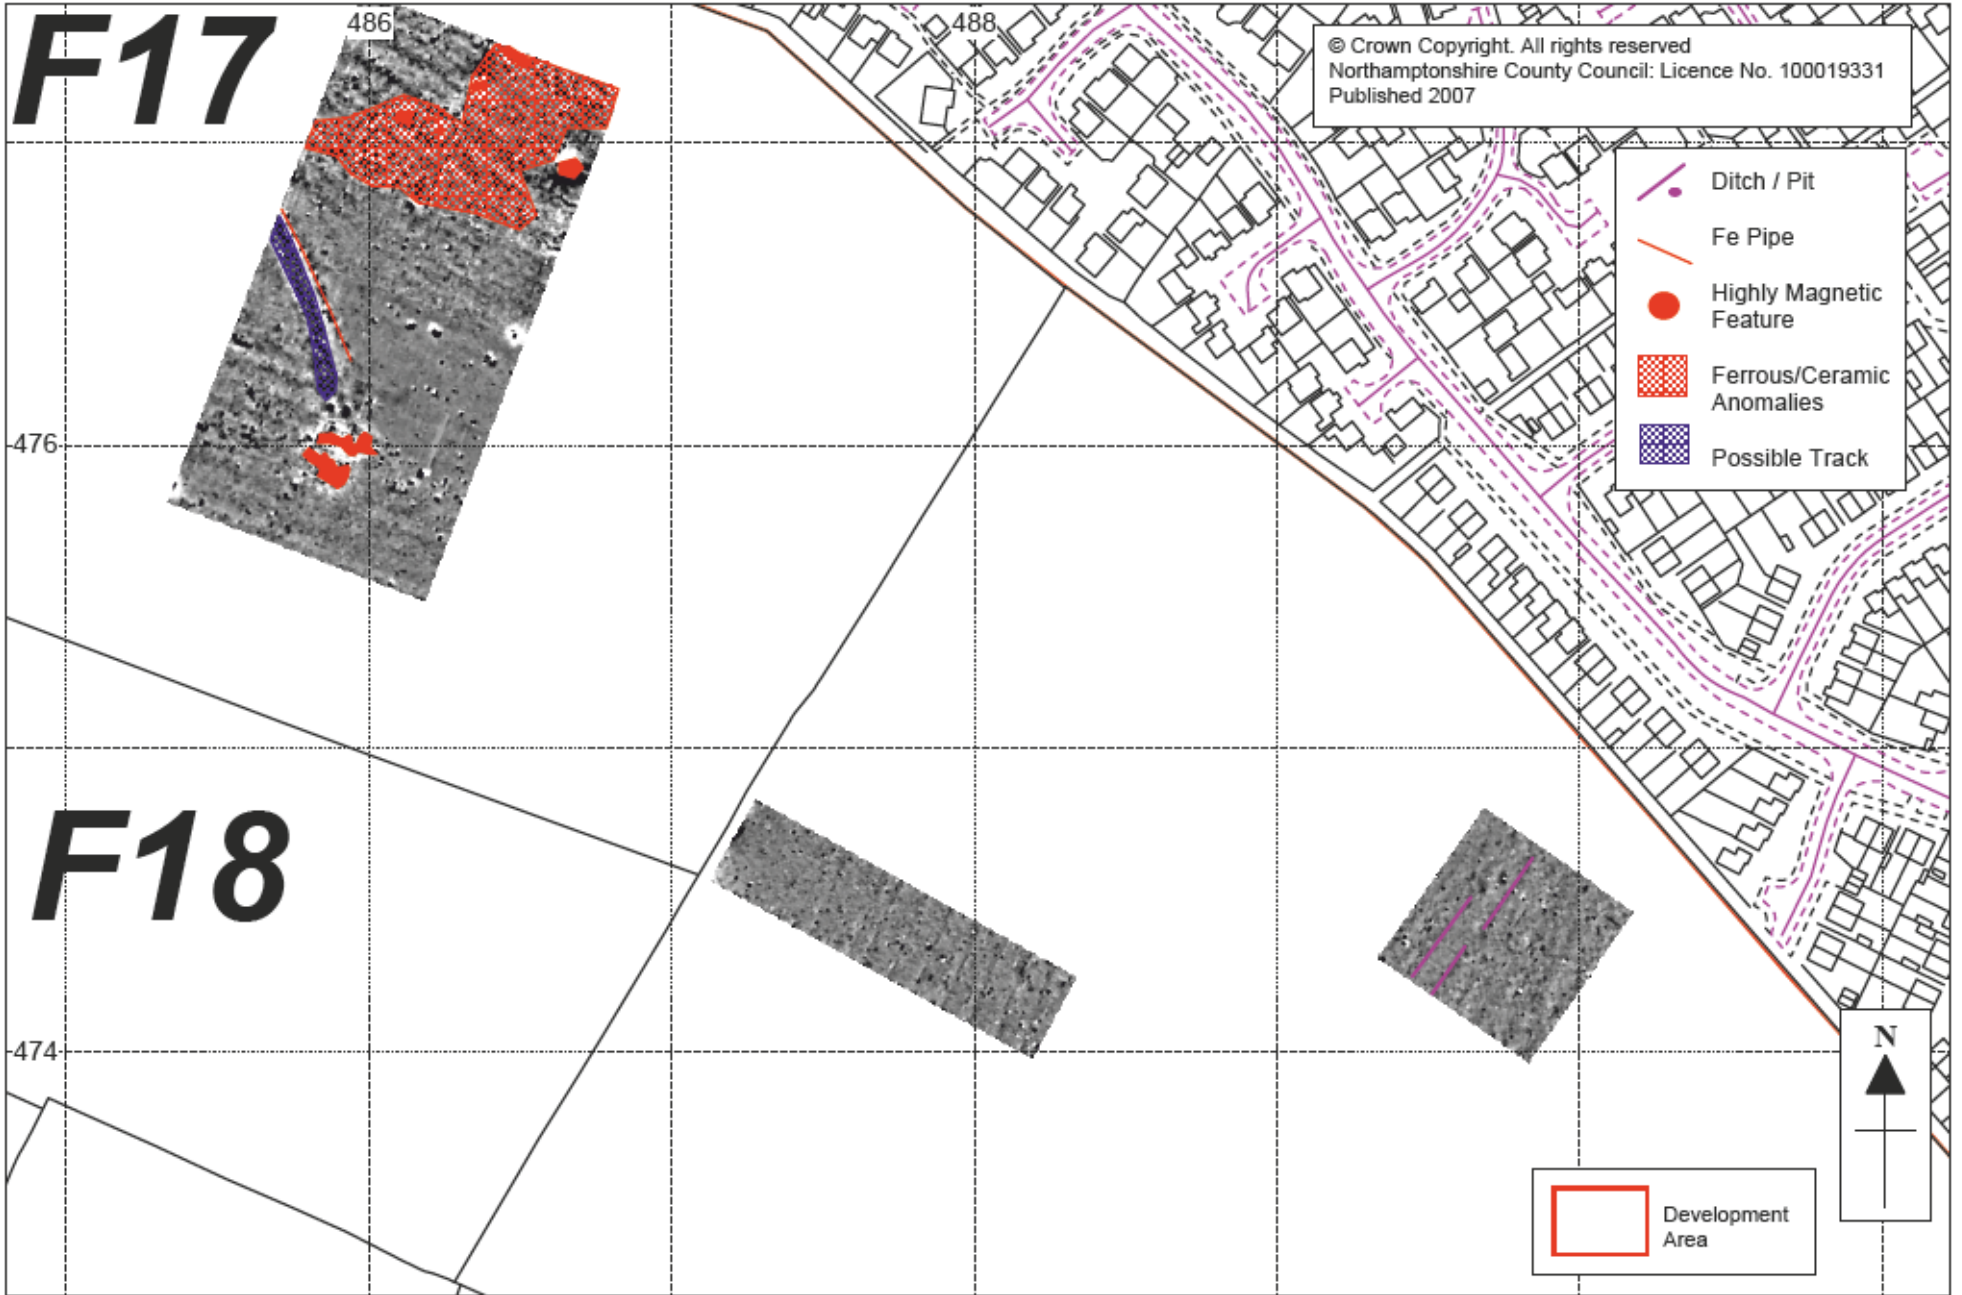 F17
486
488
© Crown Copyright. All rights reserved
Northamptonshire County Council: Licence No. 100019331
Published 2007
Ditch / Pit
Fe Pipe
Highly Magnetic
Feature
Ferrous/Ceramic
Anomalies
Possible Track
476
F18
474
N
Development
Area